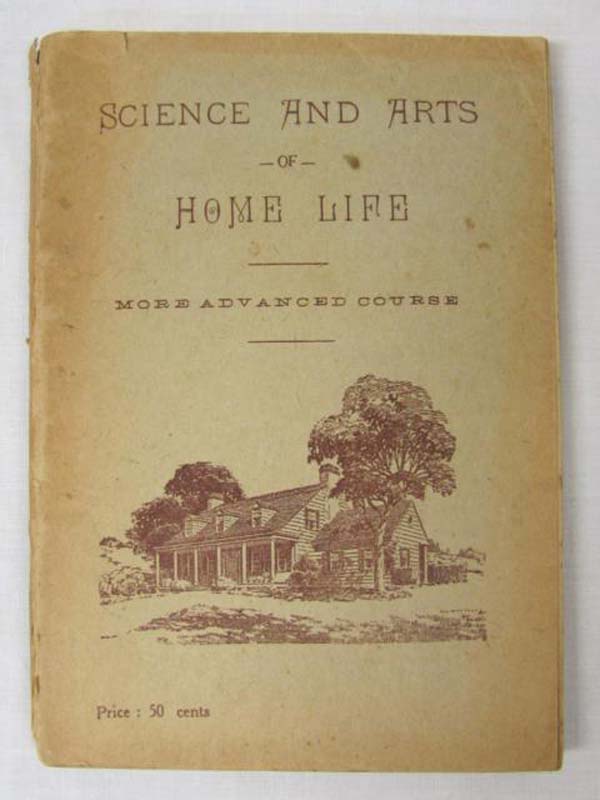 SCIENCE AND ARTS
— OF —
HOME LIFE
MORE ADVANCED COURSE
Price : 50 cents